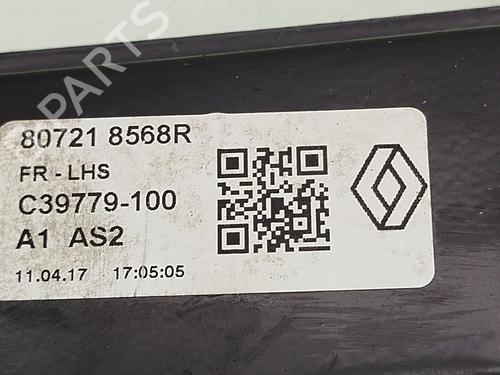 B-PARTS
80721 8568R
FR - LHS
C39779-100
A1 AS2
11.04.17 17:05:05